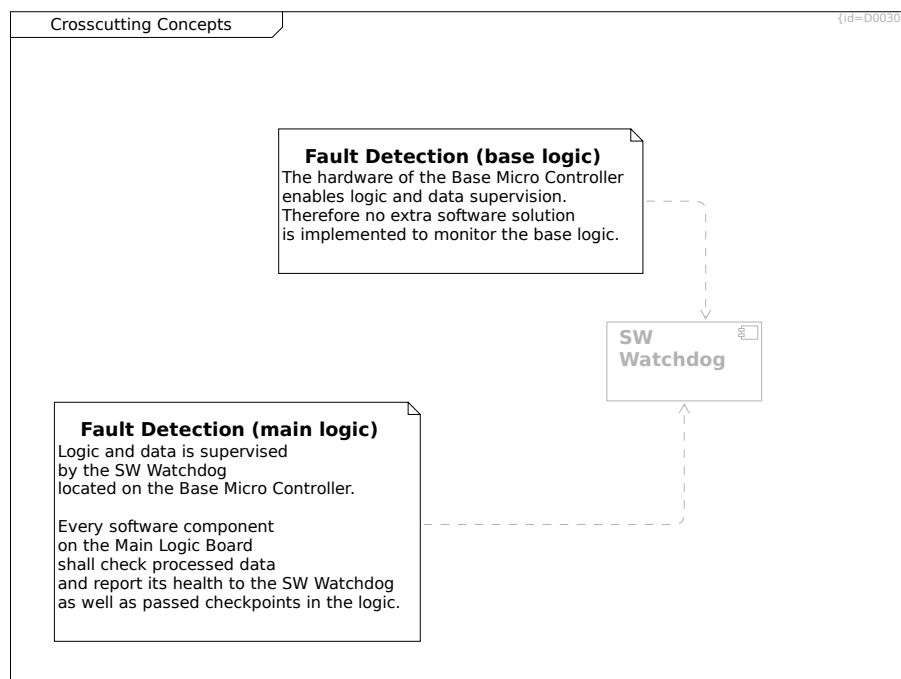 Crosscutting Concepts
{id=D0030
Fault Detection (base logic)
The hardware of the Base Micro Controller
enables logic and data supervision.
Therefore no extra software solution
is implemented to monitor the base logic.
SW
Watchdog
Fault Detection (main logic)
Logic and data is supervised
by the SW Watchdog
located on the Base Micro Controller.
Every software component
on the Main Logic Board
shall check processed data
and report its health to the SW Watchdog
as well as passed checkpoints in the logic.